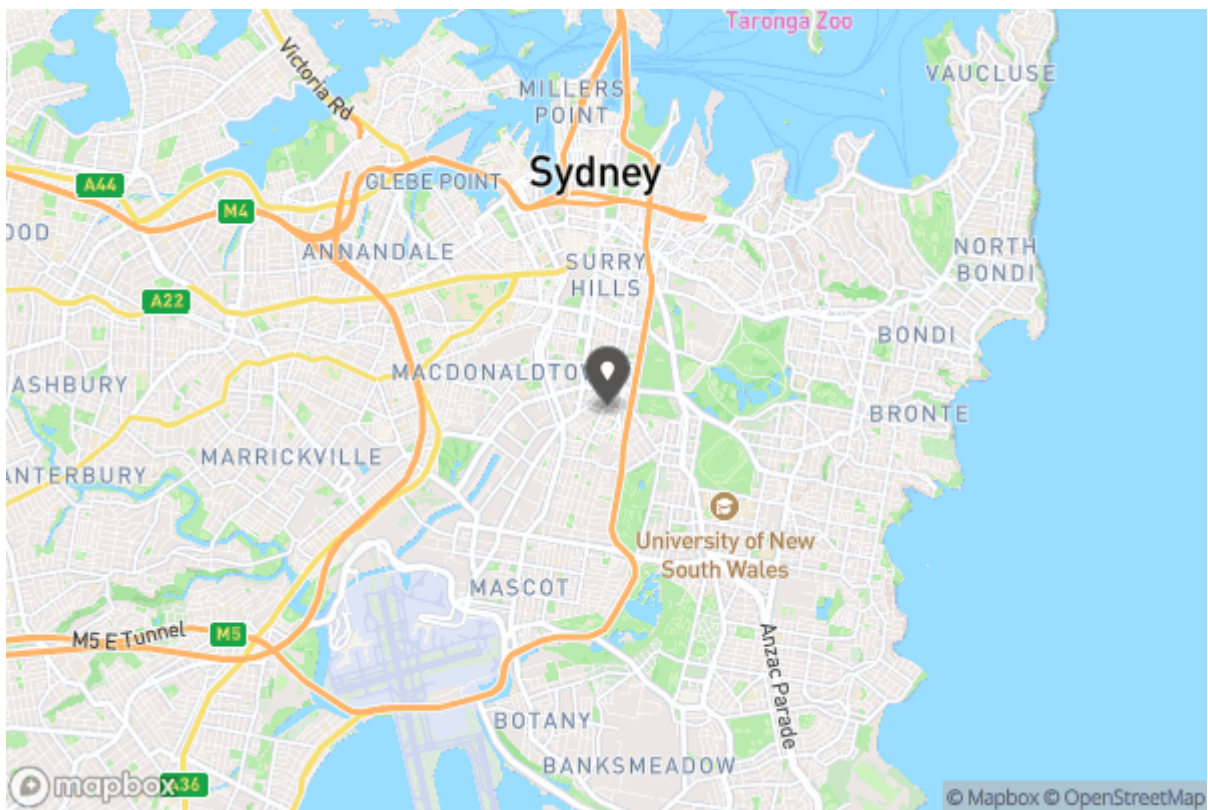 Taronga Zoo
VAUCLUSE
Victoria Rd
MILLERS
POINT
Sydney
GLEBE POINT
A44
M4
OOD
ANNANDALE
NORTH
BONDI
SURRY
HILLS
A22
BONDI
MACDONALDTO
ASHBURY
BRONTE
MARRICKVILLE
ANTERBURY
University of New
South Wales
MASCOT
M5 E Tunnel
M5
Anzac Parade
BOTANY
BANKSMEADOW
mapbox
A36
© Mapbox © OpenStreetMap